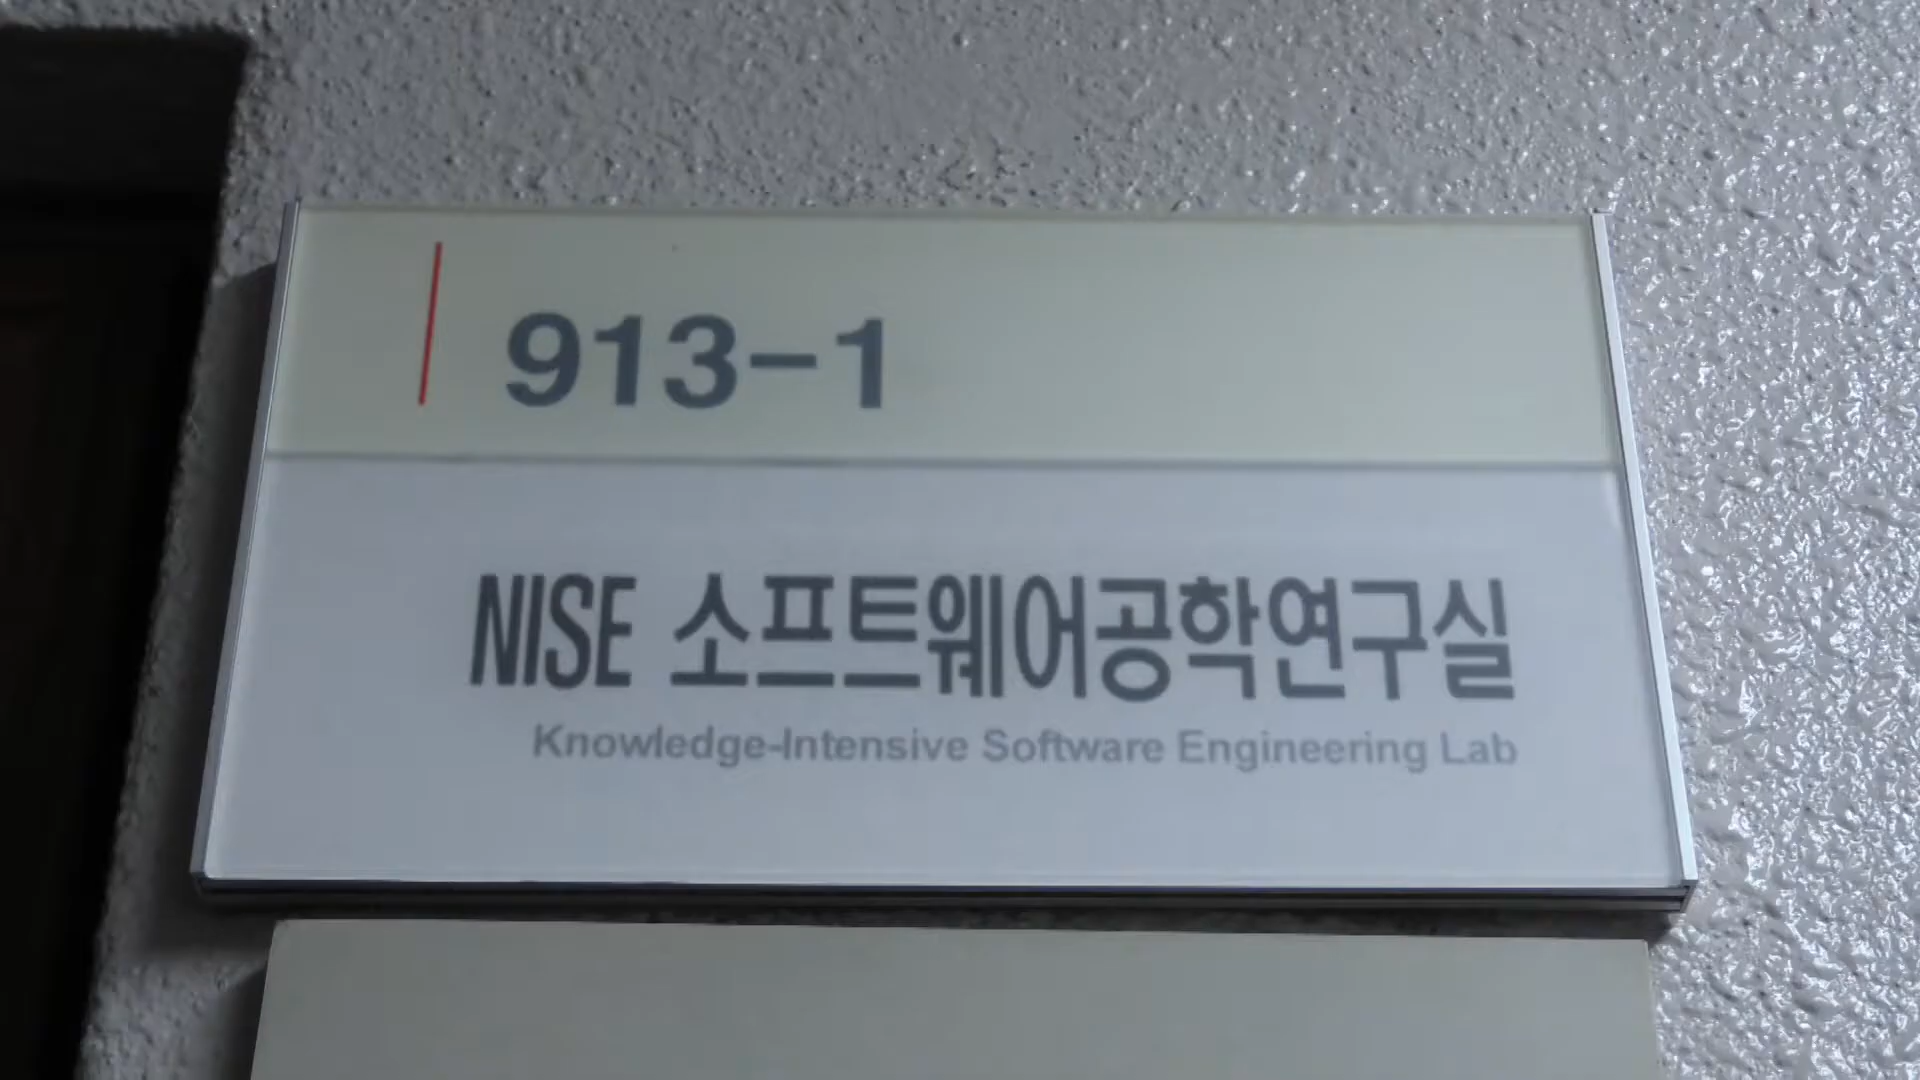 913-1
NISE 소프트웨어공학연구실
Knowledge-Intensive Software Engineering Lab